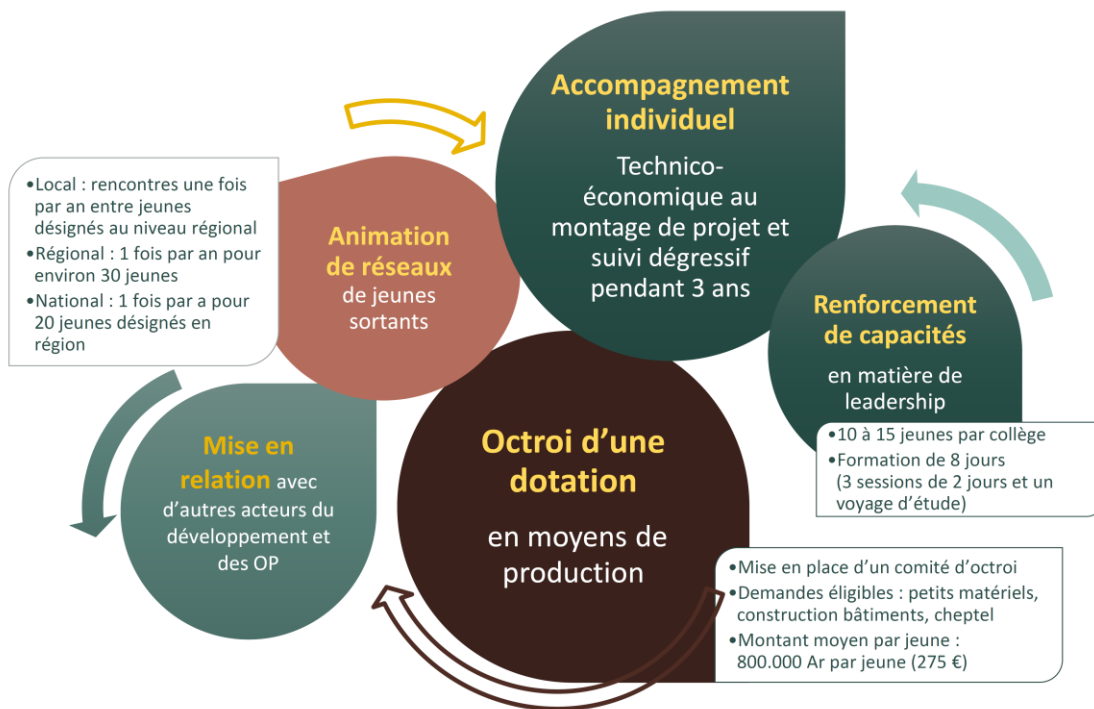 Accompagnement
individuel
Technico-
économique au
montage de projet et
suivi dégressif
pendant 3 ans
•Local : rencontres une fois
par an entre jeunes
désignés au niveau régional
•Régional : 1 fois par an pour
environ 30 jeunes
•National : 1 fois par a pour
20 jeunes désignés en
région
Animation
de réseaux
de jeunes
sortants
Renforcement
de capacités
en matière de
leadership
•10 à 15 jeunes par collège
•Formation de 8 jours
(3 sessions de 2 jours et un
voyage d’étude)
Mise en
relation avec
d’autres acteurs du
développement et
des OP
Octroi d’une
dotation
en moyens de
production
•Mise en place d’un comité d’octroi
•Demandes éligibles : petits matériels,
construction bâtiments, cheptel
•Montant moyen par jeune :
800.000 Ar par jeune (275 €)